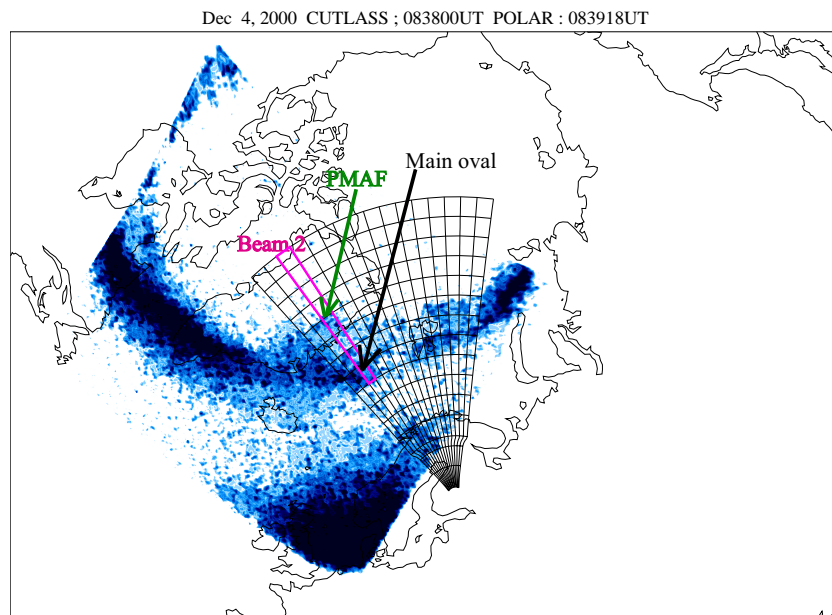 Dec 4, 2000 CUTLASS ; 083800UT POLAR : 083918UT
Main oval
PMAF
Beam 2